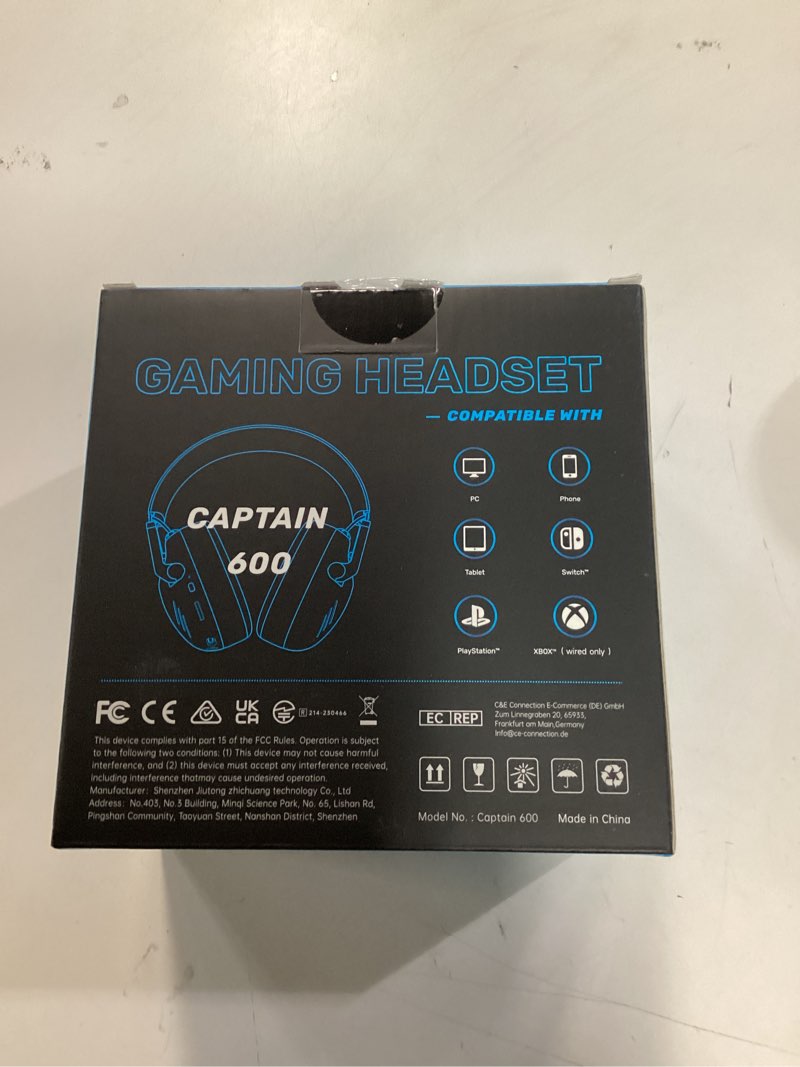 GAMING HEADSET
— COMPATIBLE WITH
CAPTAIN
600
PC
Phone
Tablet
Switch™
PlayStation™
XBOX™ ( wired only )
FC CE UK CA R 214-230466
This device complies with part 15 of the FCC Rules. Operation is subject
to the following two conditions: (1) This device may not cause harmful
interference, and (2) this device must accept any interference received,
including interference thatmay cause undesired operation.
Manufacturer: Shenzhen Jiutong zhichuang technology Co., Ltd
Address: No.403, No.3 Building, Minqi Science Park, No. 65, Lishan Rd,
Pingshan Community, Taoyuan Street, Nanshan District, Shenzhen
EC REP
C&E Connection E-Commerce (DE) GmbH
Zum Linnegraben 20, 65933,
Frankfurt am Main,Germany
Info@ce-connection.de
Model No. : Captain 600
Made in China